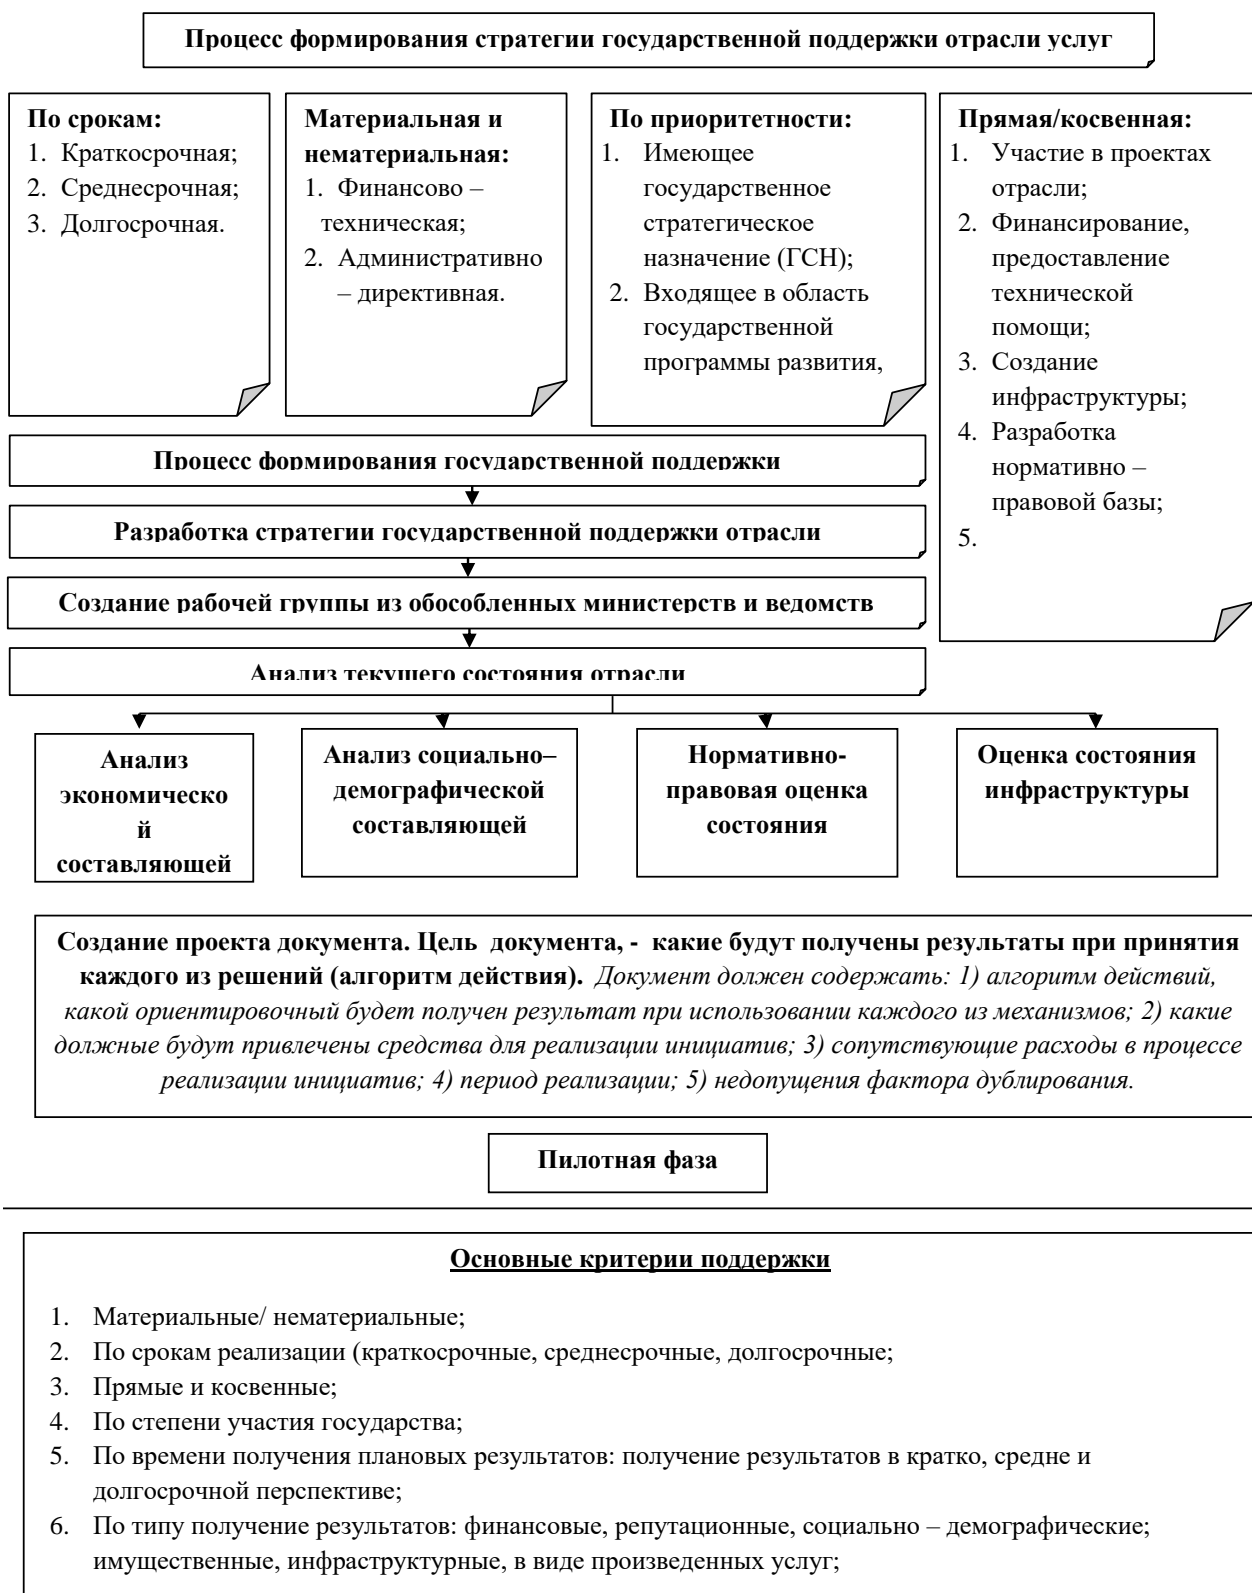 Процесс формирования стратегии государственной поддержки отрасли услуг
По срокам:
1. Краткосрочная;
2. Среднесрочная;
3. Долгосрочная.
Материальная и
нематериальная:
1. Финансово –
техническая;
2. Административно
– директивная.
По приоритетности:
1. Имеющее
государственное
стратегическое
назначение (ГСН);
2. Входящее в область
государственной
программы развития,
Прямая/косвенная:
1. Участие в проектах
отрасли;
2. Финансирование,
предоставление
технической
помощи;
3. Создание
инфраструктуры;
4. Разработка
нормативно –
правовой базы;
5.
Процесс формирования государственной поддержки
Разработка стратегии государственной поддержки отрасли
Создание рабочей группы из обособленных министерств и ведомств
Анализ текущего состояния отрасли
Анализ
экономическо
й
составляющей
Анализ социально–
демографической
составляющей
Нормативно-
правовая оценка
состояния
Оценка состояния
инфраструктуры
Создание проекта документа. Цель документа, - какие будут получены результаты при принятия
каждого из решений (алгоритм действия). Документ должен содержать: 1) алгоритм действий,
какой ориентировочный будет получен результат при использовании каждого из механизмов; 2) какие
должные будут привлечены средства для реализации инициатив; 3) сопутствующие расходы в процессе
реализации инициатив; 4) период реализации; 5) недопущения фактора дублирования.
Пилотная фаза
Основные критерии поддержки
1. Материальные/ нематериальные;
2. По срокам реализации (краткосрочные, среднесрочные, долгосрочные;
3. Прямые и косвенные;
4. По степени участия государства;
5. По времени получения плановых результатов: получение результатов в кратко, средне и
долгосрочной перспективе;
6. По типу получение результатов: финансовые, репутационные, социально – демографические;
имущественные, инфраструктурные, в виде произведенных услуг;